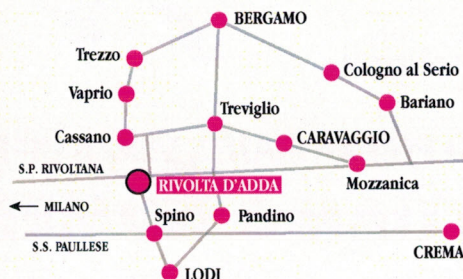 BERGAMO
Trezzo
Cologno al Serio
Vaprio
Bariano
Treviglio
Cassano
CARAVAGGIO
S.P. RIVOLTANA
RIVOLTA D'ADDA
Mozzanica
← MILANO
Spino
Pandino
S.S. PAULLESE
CREMA
LODI